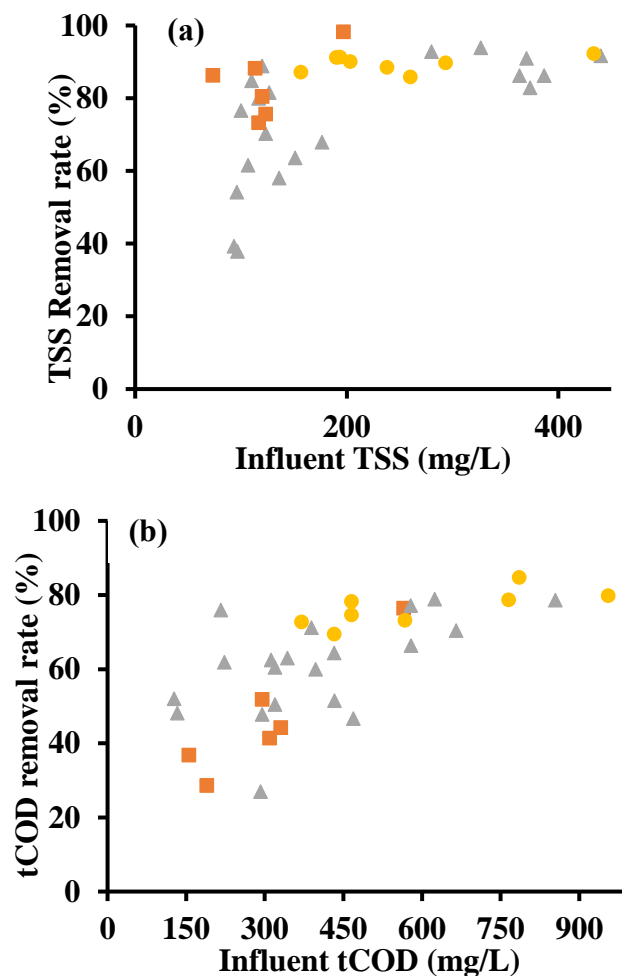 (a)
100
80
60
40
20
0
TSS Removal rate (%)
0 200 400
Influent TSS (mg/L)
(b)
100
80
60
40
20
0
tCOD removal rate (%)
0 150 300 450 600 750 900
Influent tCOD (mg/L)